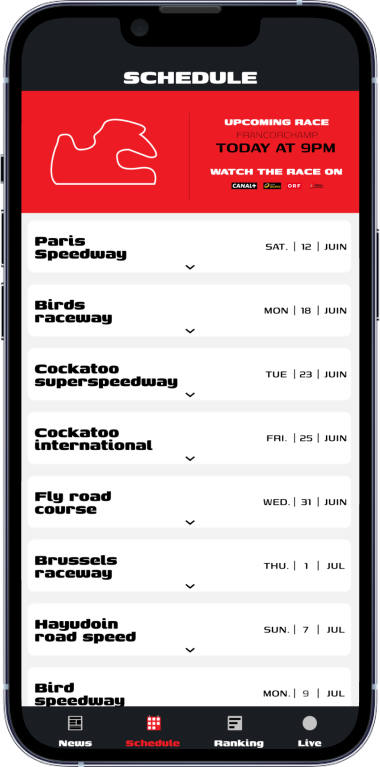 SCHEDULE
UPCOMING RACE
FRANCORCHAMP
TODAY AT 9PM
WATCH THE RACE ON
CANAL+
ORF
Paris
Speedway
SAT. | 12 | JUIN
Birds
raceway
MON | 18 | JUIN
Cockatoo
superspeedway
TUE | 23 | JUIN
Cockatoo
international
FRI. | 25 | JUIN
Fly road
course
WED. | 31 | JUIN
Brussels
raceway
THU. | 1 | JUL
Hayudoin
road speed
SUN. | 7 | JUL
Bird
speedway
MON. | 9 | JUL
News
Schedule
Ranking
Live